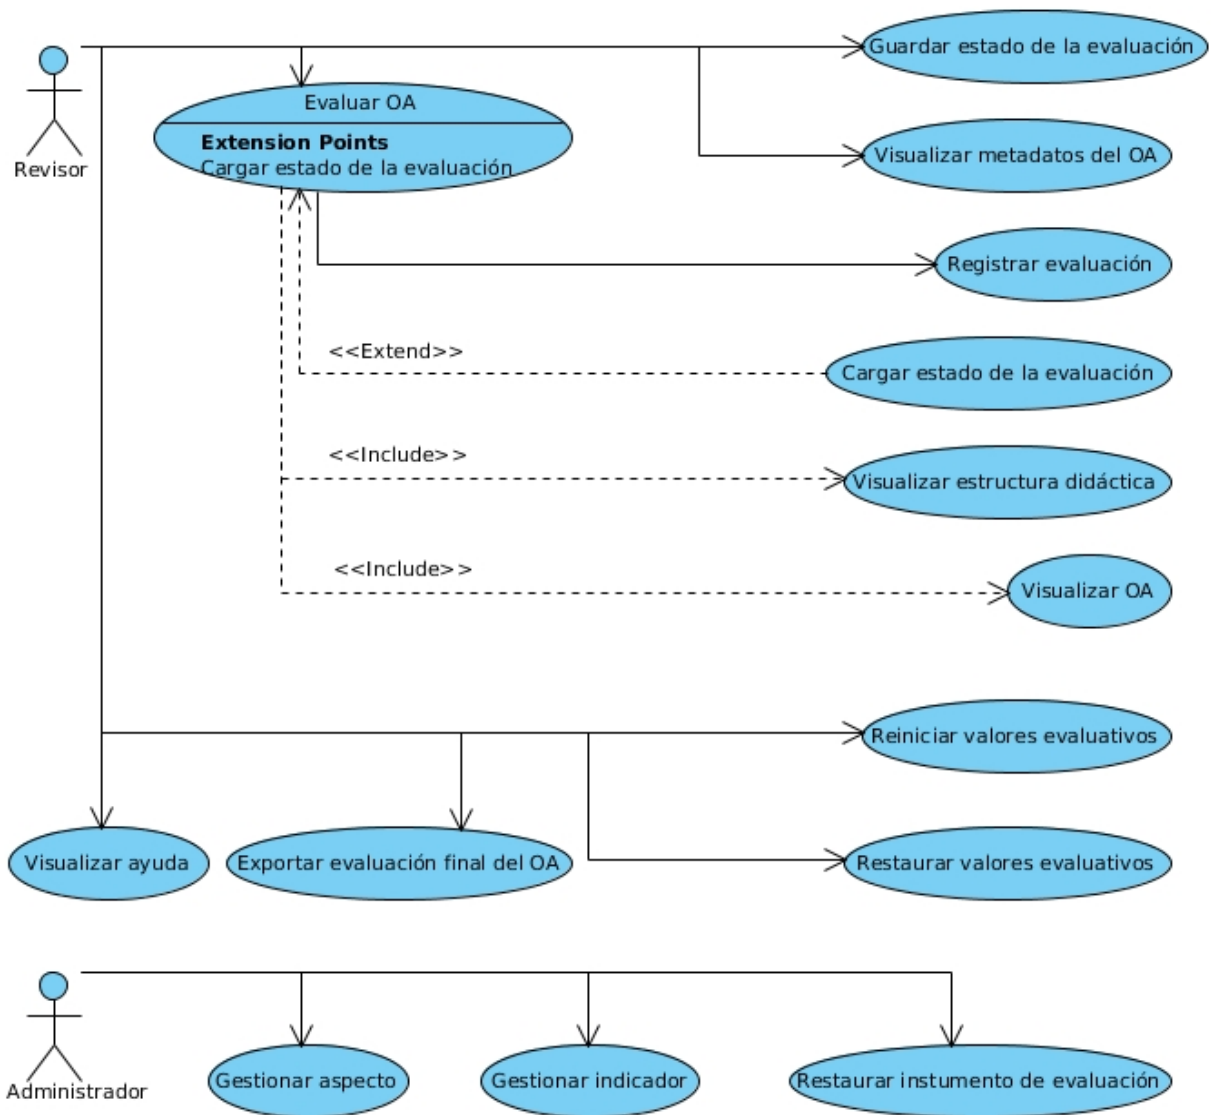 Guardar estado de la evaluación
Evaluar OA
Extension Points
Cargar estado de la evaluación
Revisor
Visualizar metadatos del OA
Registrar evaluación
<<Extend>>
Cargar estado de la evaluación
<<Include>>
Visualizar estructura didáctica
<<Include>>
Visualizar OA
Reiniciar valores evaluativos
Visualizar ayuda
Exportar evaluación final del OA
Restaurar valores evaluativos
Administrador
Gestionar aspecto
Gestionar indicador
Restaurar instumento de evaluación